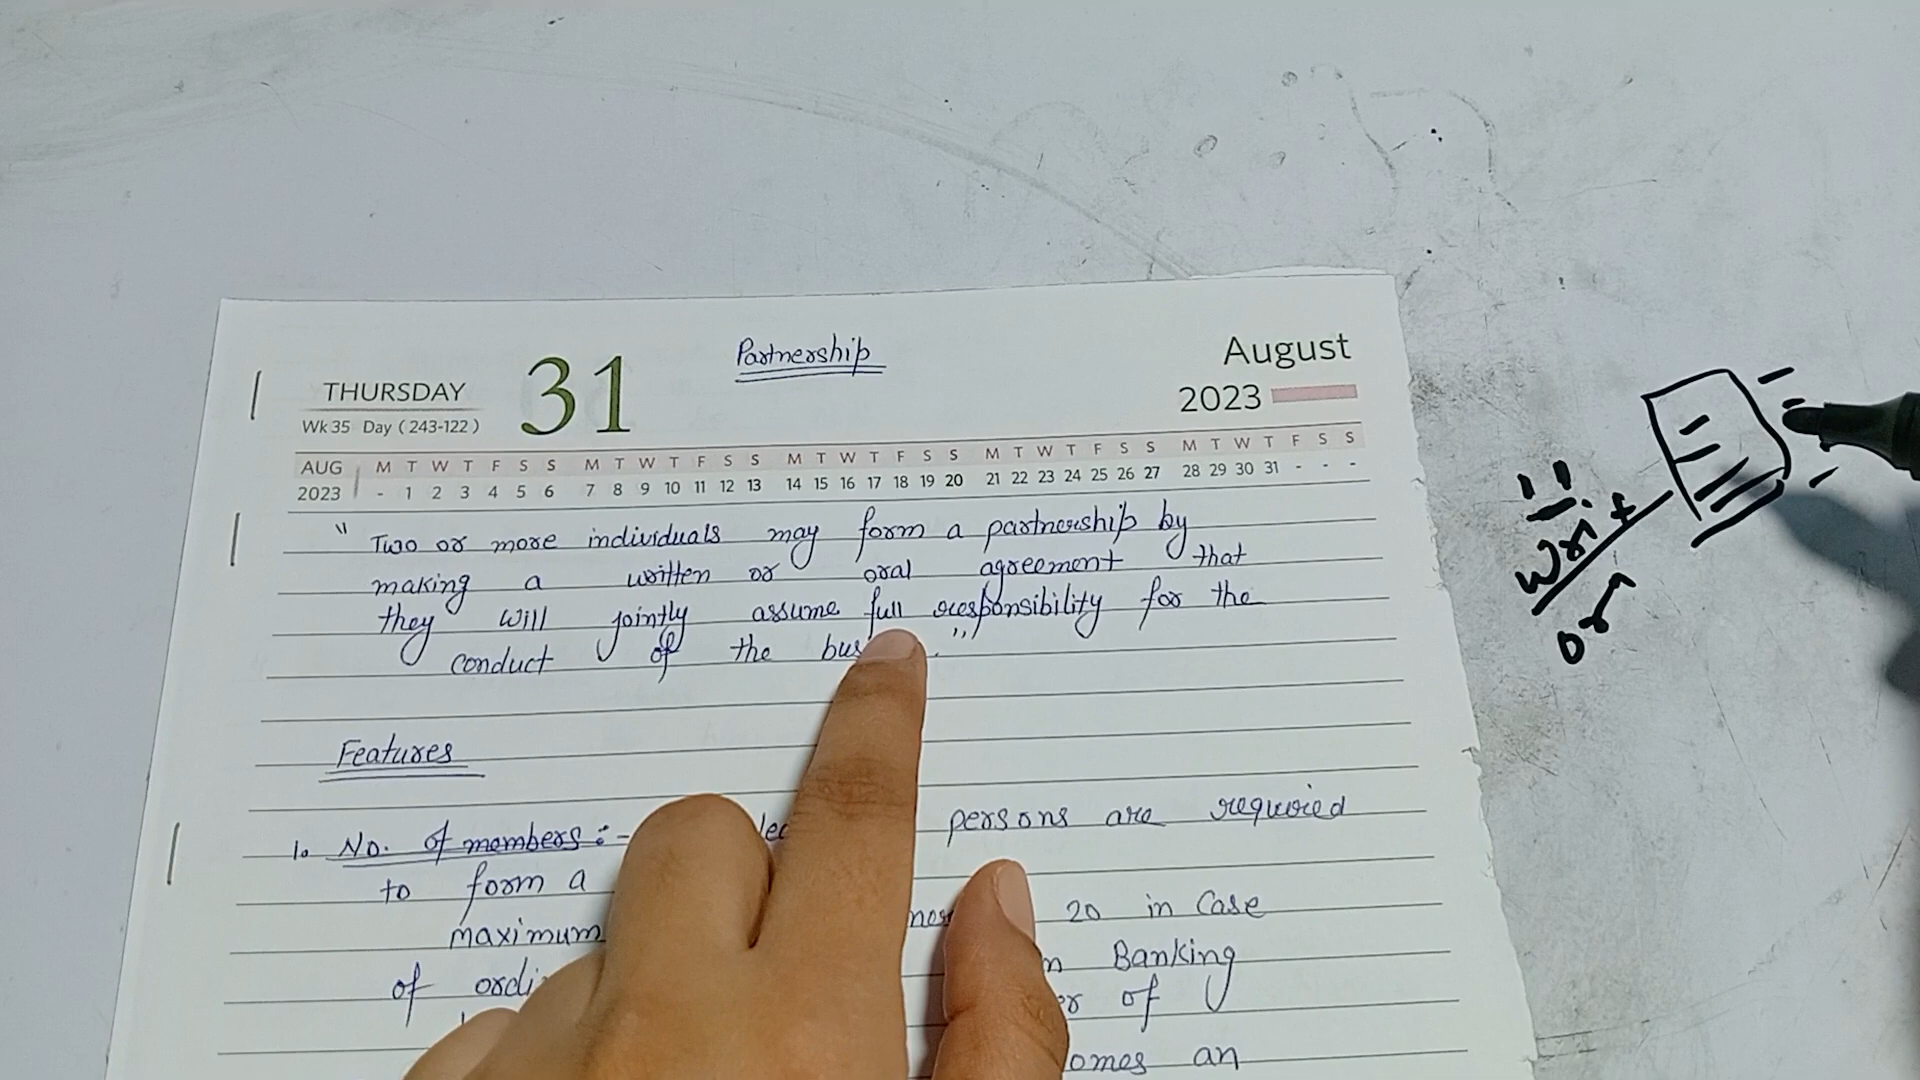 Partnership
THURSDAY 31 August
Wk 35 Day (243-122) 2023
AUG M T W T F S S M T W T F S S M T W T F S S M T W T F S S M T W T F S S
2023 - 1 2 3 4 5 6 7 8 9 10 11 12 13 14 15 16 17 18 19 20 21 22 23 24 25 26 27 28 29 30 31 - - -
" Two or more individuals may form a partnership by
making a written or oral agreement that
they will jointly assume full responsibility for the
conduct of the bus . "
Features
1. No. of members :- persons are required
to form a
maximum 20 in Case
of Banking
of
an
writ
or